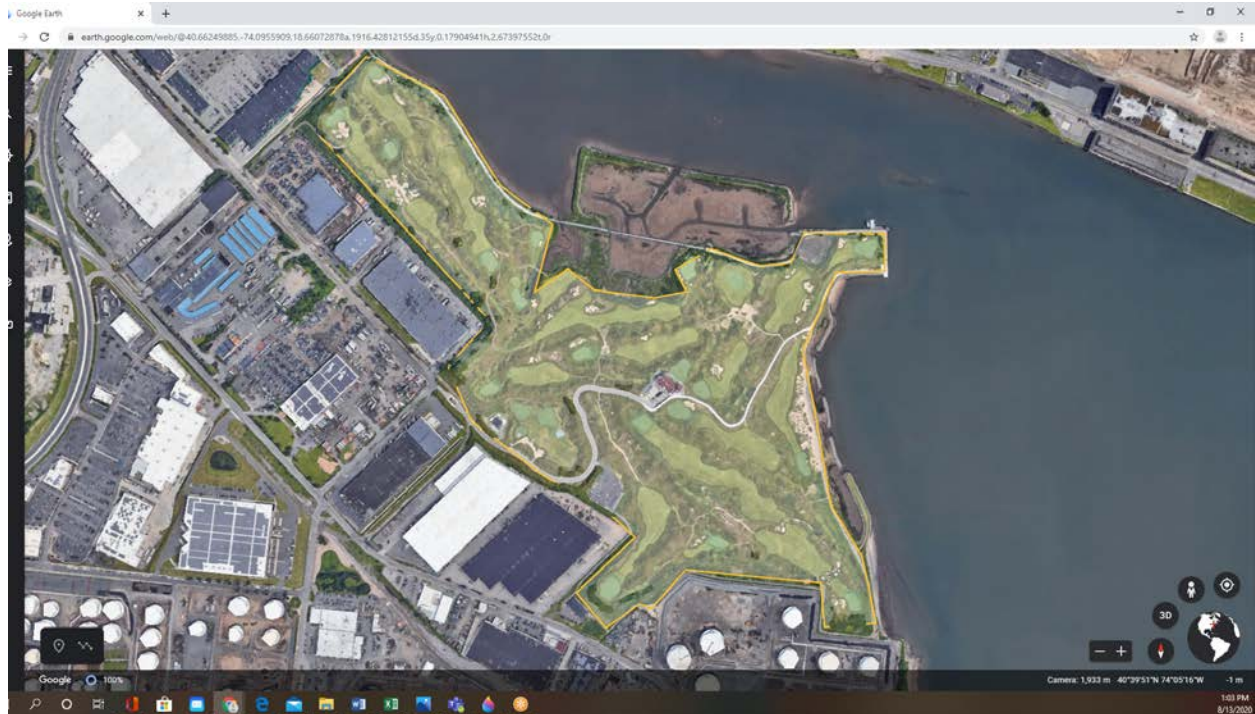 Google Earth
earth.google.com/web/@40.66249885,-74.0955909,18.66072878a,1916.42812155d,35y,0.17904941h,2.67397552t,0r
3D
Google 100%
Camera: 1,933 m 40°39'51"N 74°05'16"W -1 m
1:03 PM
8/13/2020